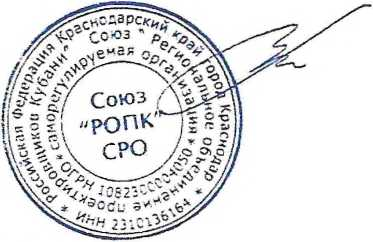 Российская Федерация Краснодарский край город Краснодар * ИНН 2310136164 *
Союз "Региональное объединение проектировщиков Кубани"
саморегулируемая организация * ОГРН 1082300004050 *
Союз
"РОПК"
СРО